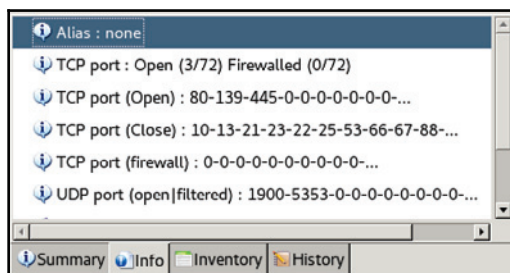 Alias : none
TCP port : Open (3/72) Firewalled (0/72)
TCP port (Open) : 80-139-445-0-0-0-0-0-0-0-...
TCP port (Close) : 10-13-21-23-22-25-53-66-67-88-...
TCP port (firewall) : 0-0-0-0-0-0-0-0-0-0-...
UDP port (open|filtered) : 1900-5353-0-0-0-0-0-0-0-0-...
Summary Info Inventory History